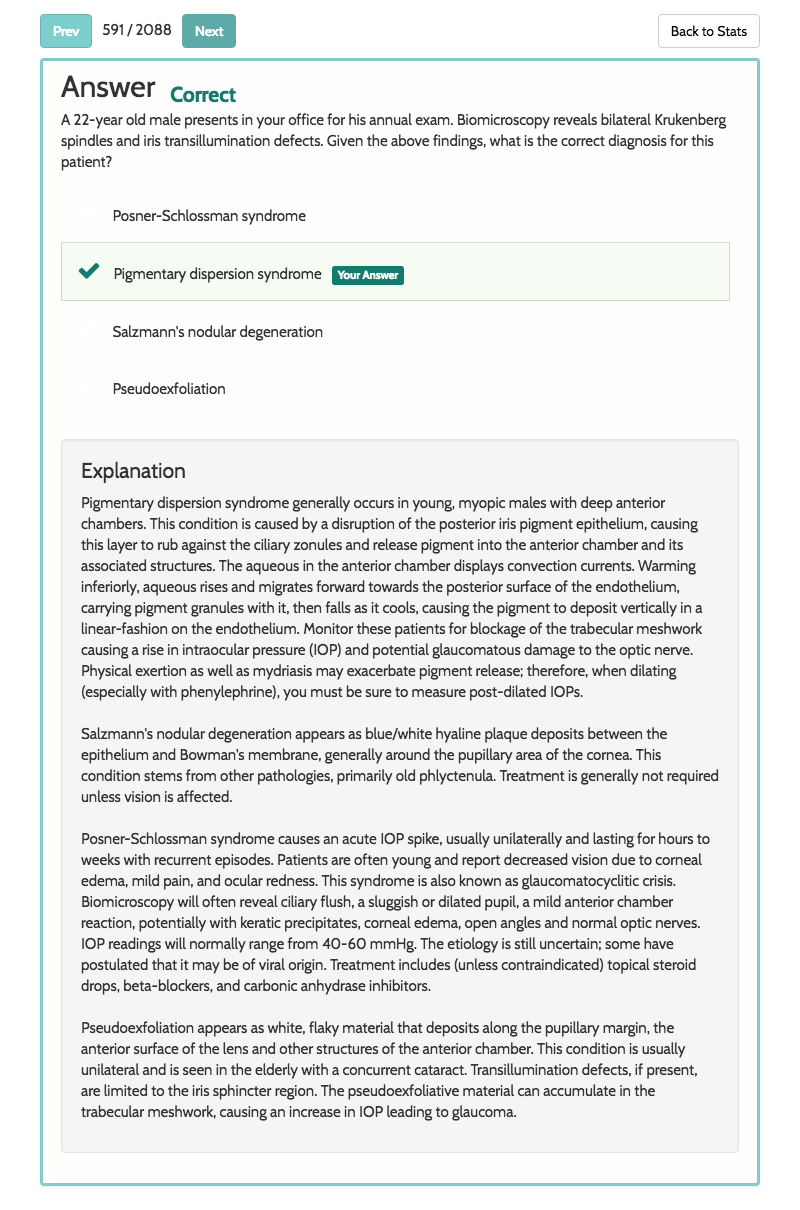 Prev 591 / 2088 Next Back to Stats
Answer Correct
A 22-year old male presents in your office for his annual exam. Biomicroscopy reveals bilateral Krukenberg
spindles and iris transillumination defects. Given the above findings, what is the correct diagnosis for this
patient?
Posner-Schlossman syndrome
Pigmentary dispersion syndrome Your Answer
Salzmann's nodular degeneration
Pseudoexfoliation
Explanation
Pigmentary dispersion syndrome generally occurs in young, myopic males with deep anterior
chambers. This condition is caused by a disruption of the posterior iris pigment epithelium, causing
this layer to rub against the ciliary zonules and release pigment into the anterior chamber and its
associated structures. The aqueous in the anterior chamber displays convection currents. Warming
inferiorly, aqueous rises and migrates forward towards the posterior surface of the endothelium,
carrying pigment granules with it, then falls as it cools, causing the pigment to deposit vertically in a
linear-fashion on the endothelium. Monitor these patients for blockage of the trabecular meshwork
causing a rise in intraocular pressure (IOP) and potential glaucomatous damage to the optic nerve.
Physical exertion as well as mydriasis may exacerbate pigment release; therefore, when dilating
(especially with phenylephrine), you must be sure to measure post-dilated IOPs.
Salzmann's nodular degeneration appears as blue/white hyaline plaque deposits between the
epithelium and Bowman's membrane, generally around the pupillary area of the cornea. This
condition stems from other pathologies, primarily old phlyctenula. Treatment is generally not required
unless vision is affected.
Posner-Schlossman syndrome causes an acute IOP spike, usually unilaterally and lasting for hours to
weeks with recurrent episodes. Patients are often young and report decreased vision due to corneal
edema, mild pain, and ocular redness. This syndrome is also known as glaucomatocyclitic crisis.
Biomicroscopy will often reveal ciliary flush, a sluggish or dilated pupil, a mild anterior chamber
reaction, potentially with keratic precipitates, corneal edema, open angles and normal optic nerves.
IOP readings will normally range from 40-60 mmHg. The etiology is still uncertain; some have
postulated that it may be of viral origin. Treatment includes (unless contraindicated) topical steroid
drops, beta-blockers, and carbonic anhydrase inhibitors.
Pseudoexfoliation appears as white, flaky material that deposits along the pupillary margin, the
anterior surface of the lens and other structures of the anterior chamber. This condition is usually
unilateral and is seen in the elderly with a concurrent cataract. Transillumination defects, if present,
are limited to the iris sphincter region. The pseudoexfoliative material can accumulate in the
trabecular meshwork, causing an increase in IOP leading to glaucoma.